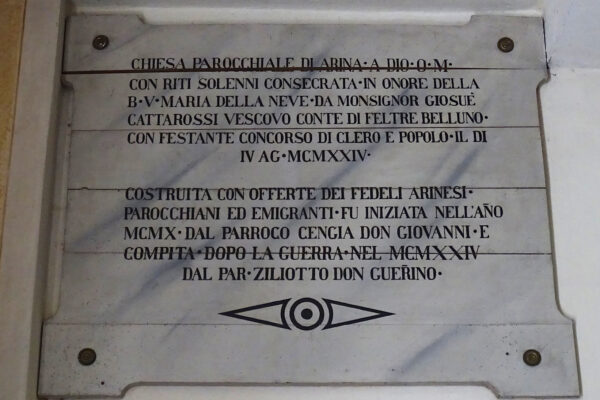 CHIESA PAROCCHIALE DI ARINA·A DIO·O·M·
CON RITI SOLENNI CONSECRATA·IN ONORE DELLA
B·V·MARIA DELLA NEVE·DA MONSIGNOR GIOSUÈ
CATTAROSSI VESCOVO CONTE DI FELTRE BELLUNO·
CON FESTANTE CONCORSO DI CLERO E POPOLO·IL DI
IV AG·MCMXXIV·
COSTRUITA CON OFFERTE DEI FEDELI ARINESI·
PAROCCHIANI ED EMIGRANTI·FU INIZIATA NELL'AÑO
MCMX·DAL PARROCO CENGIA DON GIOVANNI·E
COMPITA·DOPO LA GUERRA·NEL MCMXXIV
DAL PAR·ZILIOTTO DON GUER̃INO·